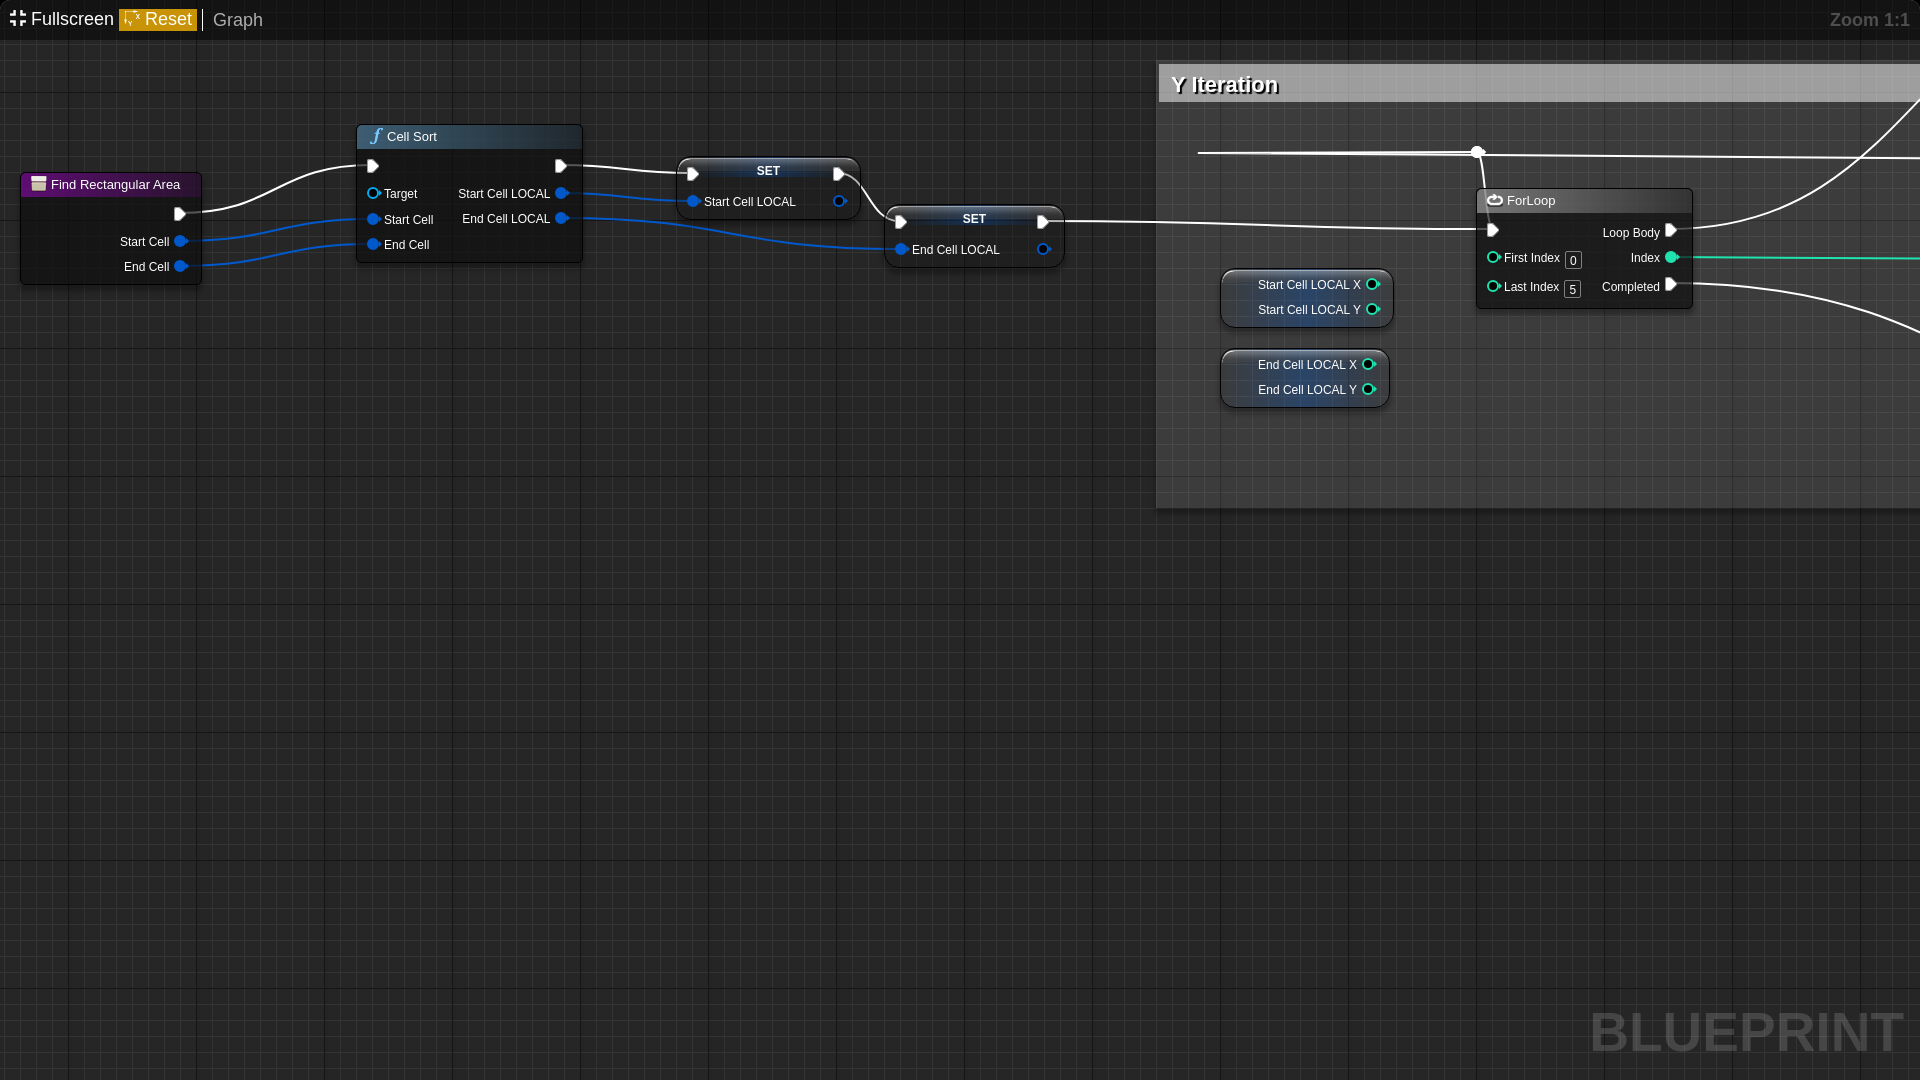 Fullscreen Reset Graph
Zoom 1:1
Y Iteration
Find Rectangular Area
Start Cell
End Cell
Cell Sort
Target
Start Cell
End Cell
Start Cell LOCAL
End Cell LOCAL
SET
Start Cell LOCAL
SET
End Cell LOCAL
Start Cell LOCAL X
Start Cell LOCAL Y
End Cell LOCAL X
End Cell LOCAL Y
ForLoop
First Index 0
Last Index 5
Loop Body
Index
Completed
BLUEPRINT